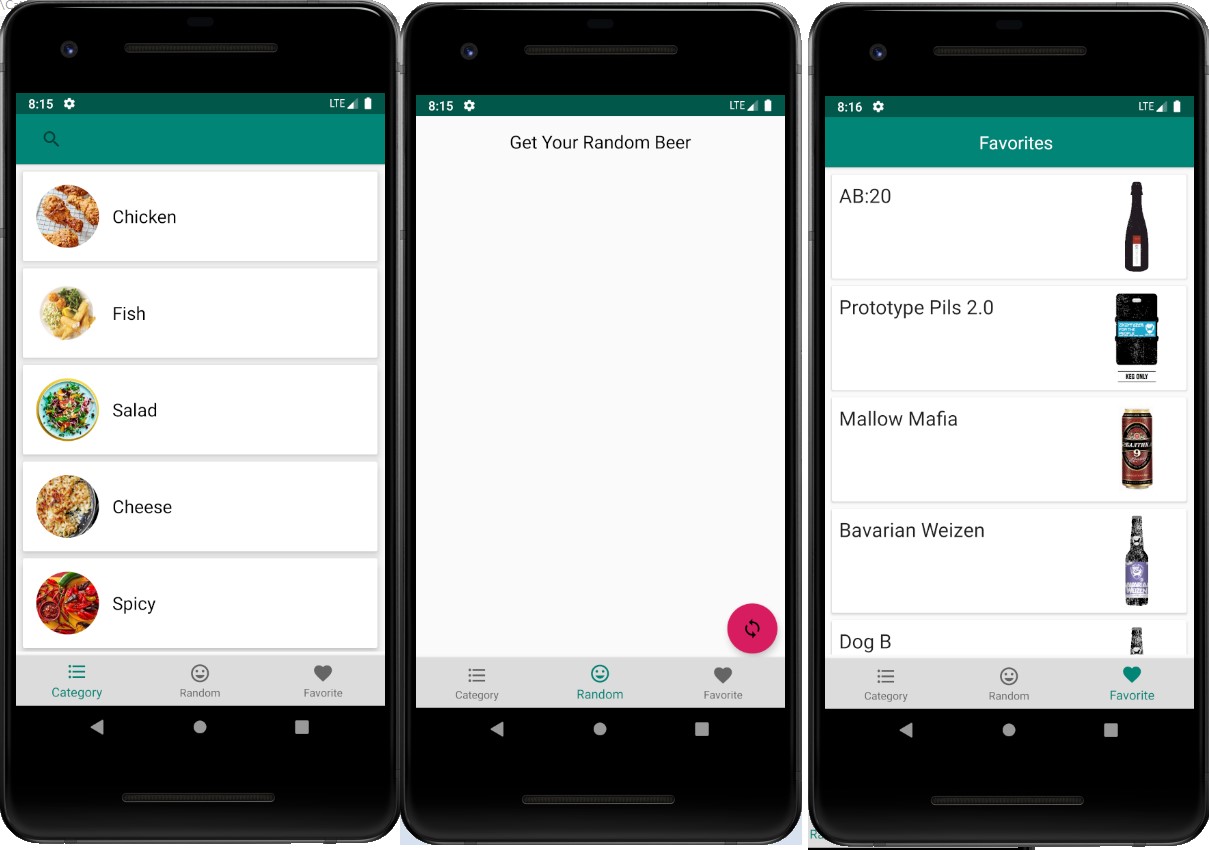 8:15
LTE
Chicken
Fish
Salad
Cheese
Spicy
Category
Random
Favorite
8:15
LTE
Get Your Random Beer
Category
Random
Favorite
8:16
LTE
Favorites
AB:20
Prototype Pils 2.0
KEG ONLY
Mallow Mafia
9
Bavarian Weizen
Dog B
Category
Random
Favorite